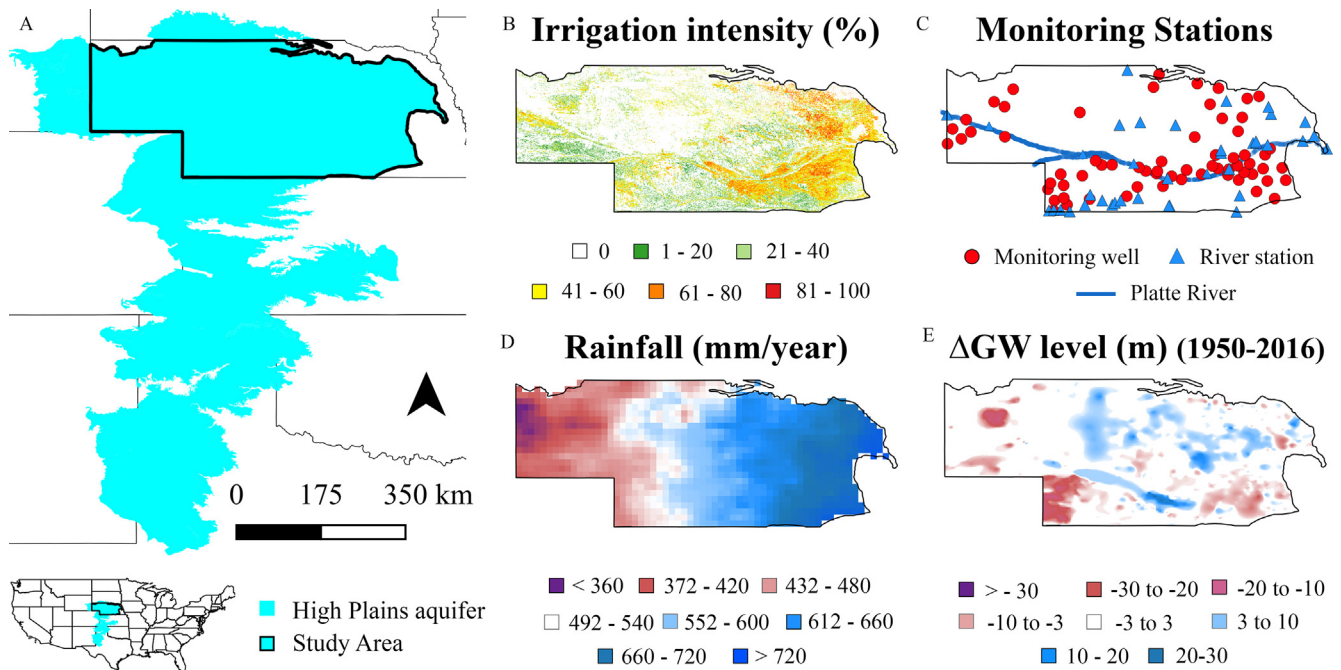 A
0 175 350 km
High Plains aquifer
Study Area
B Irrigation intensity (%)
0 1 - 20 21 - 40
41 - 60 61 - 80 81 - 100
C Monitoring Stations
Monitoring well River station
Platte River
D Rainfall (mm/year)
< 360 372 - 420 432 - 480
492 - 540 552 - 600 612 - 660
660 - 720 > 720
E ΔGW level (m) (1950-2016)
> - 30 -30 to -20 -20 to -10
-10 to -3 -3 to 3 3 to 10
10 - 20 20-30